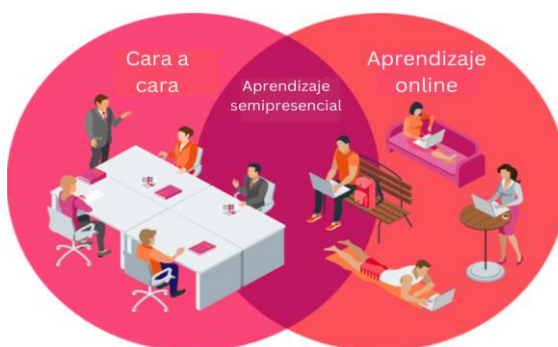 Cara a
cara
Aprendizaje
semipresencial
Aprendizaje
online